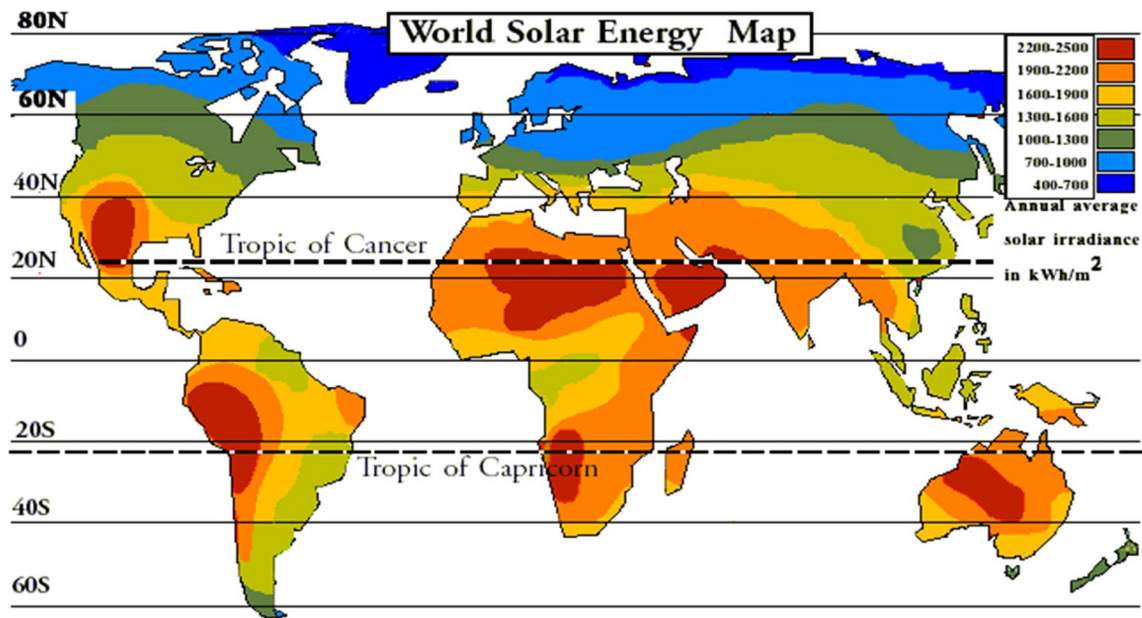 World Solar Energy Map
80N
60N
40N
20N
0
20S
40S
60S
Tropic of Cancer
Tropic of Capricorn
2200-2500
1900-2200
1600-1900
1300-1600
1000-1300
700-1000
400-700
Annual average
solar irradiance
in kWh/m²